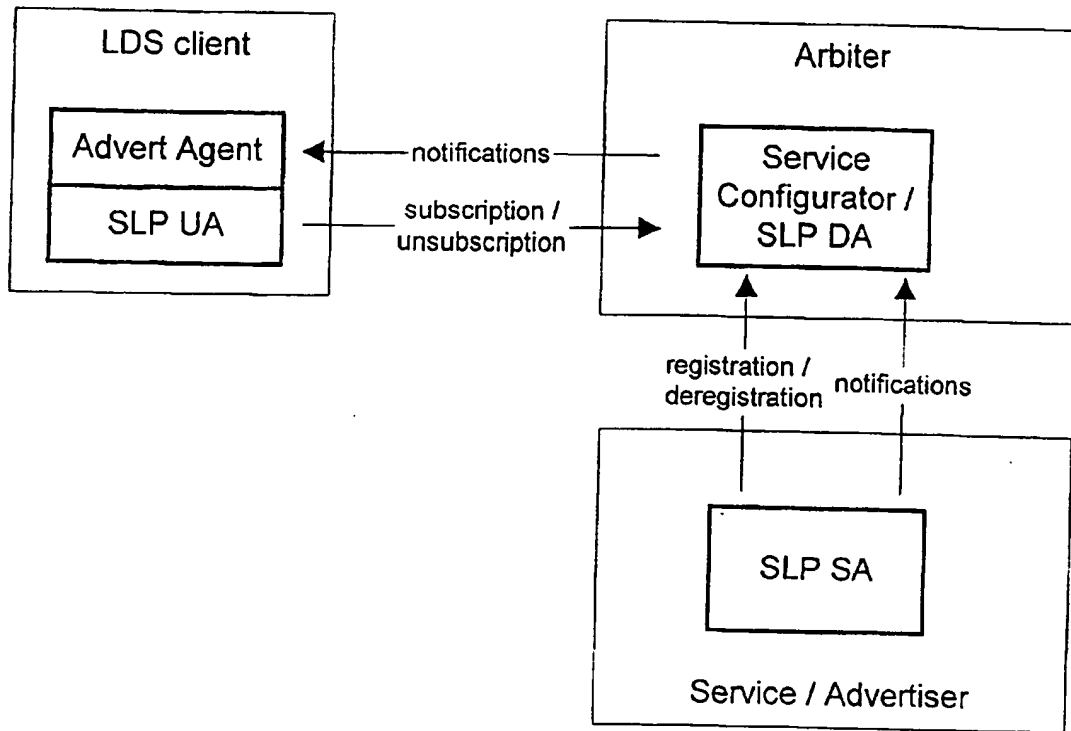 LDS client
Advert Agent
SLP UA
notifications
subscription /
unsubscription
Arbiter
Service
Configurator /
SLP DA
registration /
deregistration
notifications
SLP SA
Service / Advertiser